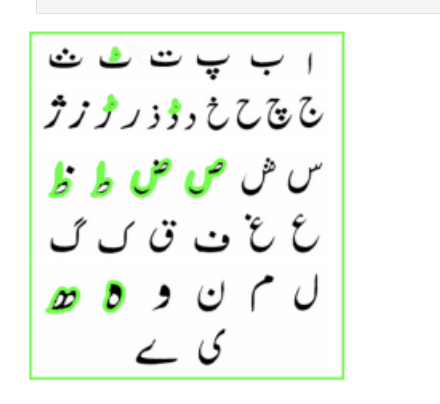 ا ب پ ت ٹ ث
ج چ ح خ د ڈ ذ ر ڑ ز ژ
س ش ص ض ط ظ
ع غ ف ق ک گ
ل م ن و ہ ھ
ی ے